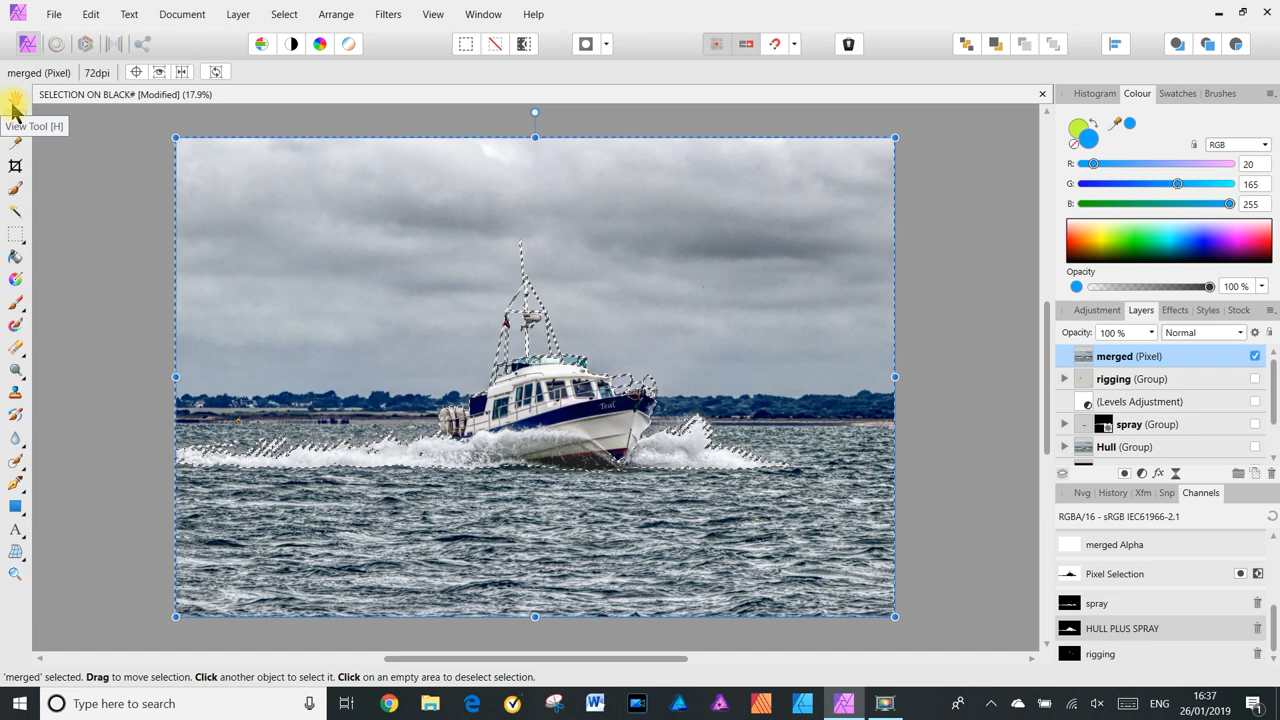 File Edit Text Document Layer Select Arrange Filters View Window Help
merged (Pixel) 72dpi
SELECTION ON BLACK# [Modified] (17.9%)
View Tool [H]
Teal
Histogram Colour Swatches Brushes
RGB
R: 20
G: 165
B: 255
Opacity
100 %
Adjustment Layers Effects Styles Stock
Opacity: 100 % Normal
merged (Pixel)
rigging (Group)
(Levels Adjustment)
spray (Group)
Hull (Group)
Nvg History Xfm Snp Channels
RGBA/16 - sRGB IEC61966-2.1
merged Alpha
Pixel Selection
spray
HULL PLUS SPRAY
rigging
'merged' selected. Drag to move selection. Click another object to select it. Click on an empty area to deselect selection.
Type here to search
ENG
16:37
26/01/2019